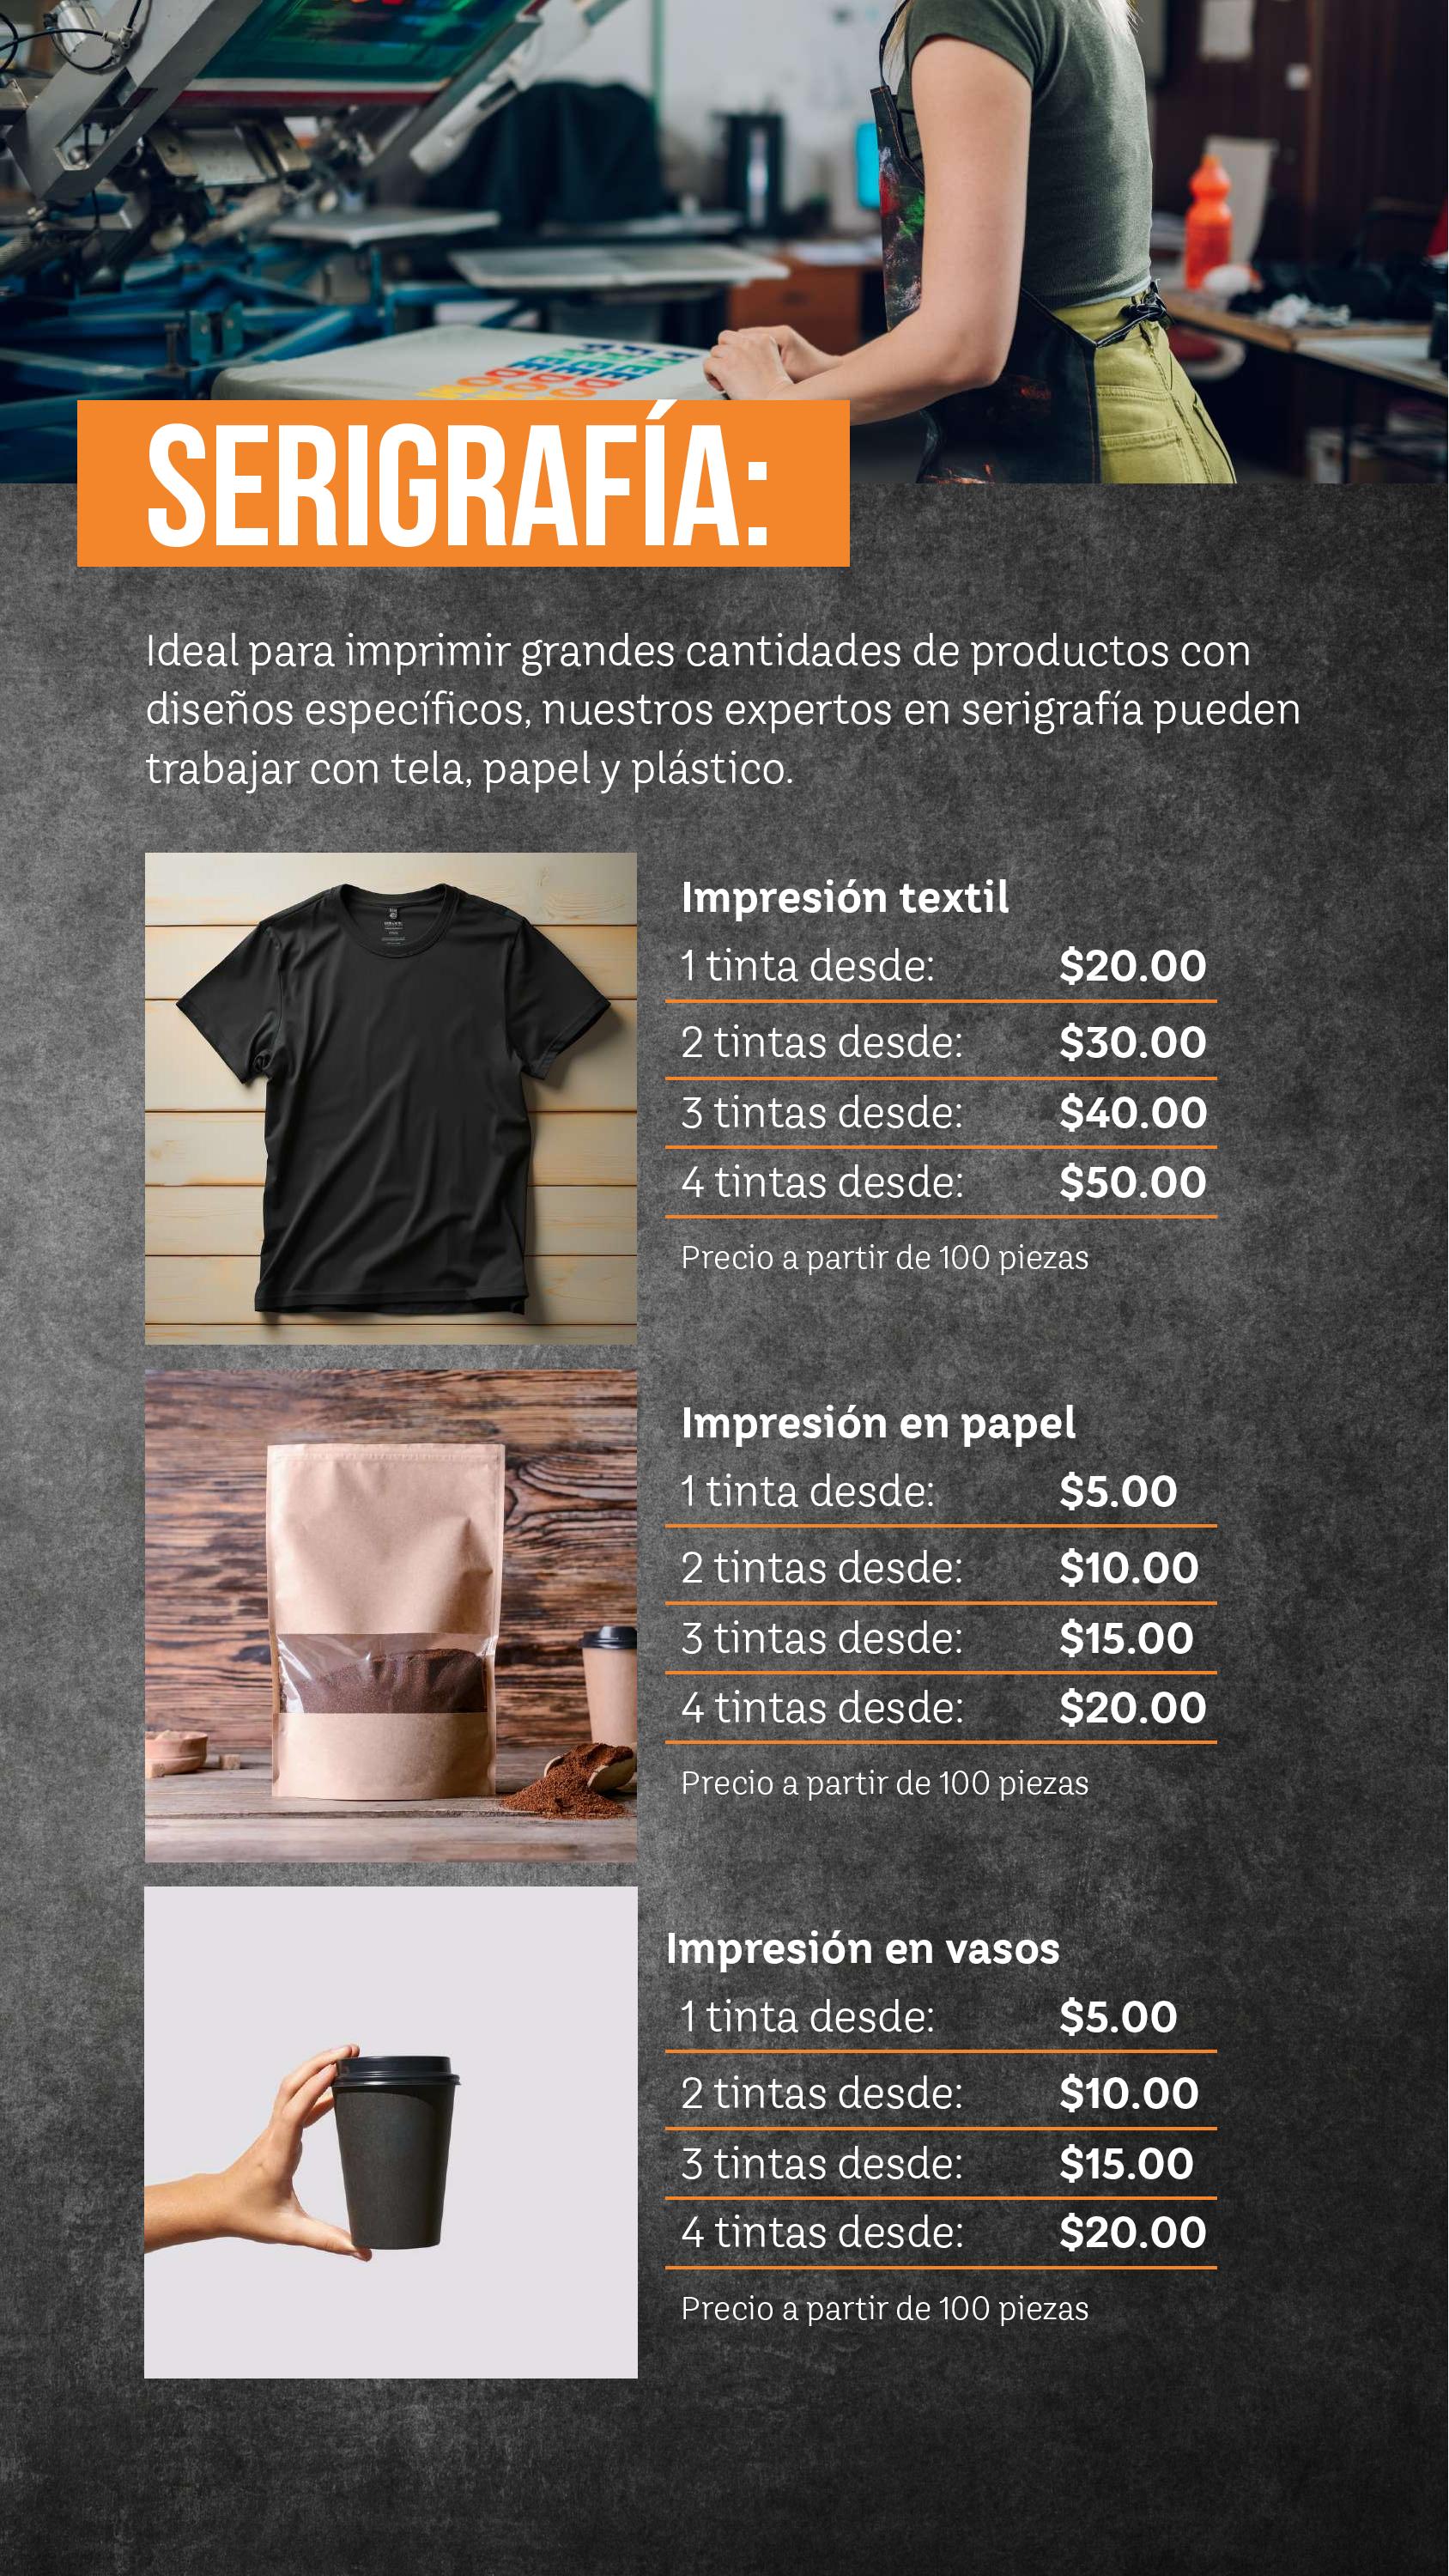 SERIGRAFÍA:
Ideal para imprimir grandes cantidades de productos con
diseños específicos, nuestros expertos en serigrafía pueden
trabajar con tela, papel y plástico.
Impresión textil
1 tinta desde: $20.00
2 tintas desde: $30.00
3 tintas desde: $40.00
4 tintas desde: $50.00
Precio a partir de 100 piezas
Impresión en papel
1 tinta desde: $5.00
2 tintas desde: $10.00
3 tintas desde: $15.00
4 tintas desde: $20.00
Precio a partir de 100 piezas
Impresión en vasos
1 tinta desde: $5.00
2 tintas desde: $10.00
3 tintas desde: $15.00
4 tintas desde: $20.00
Precio a partir de 100 piezas